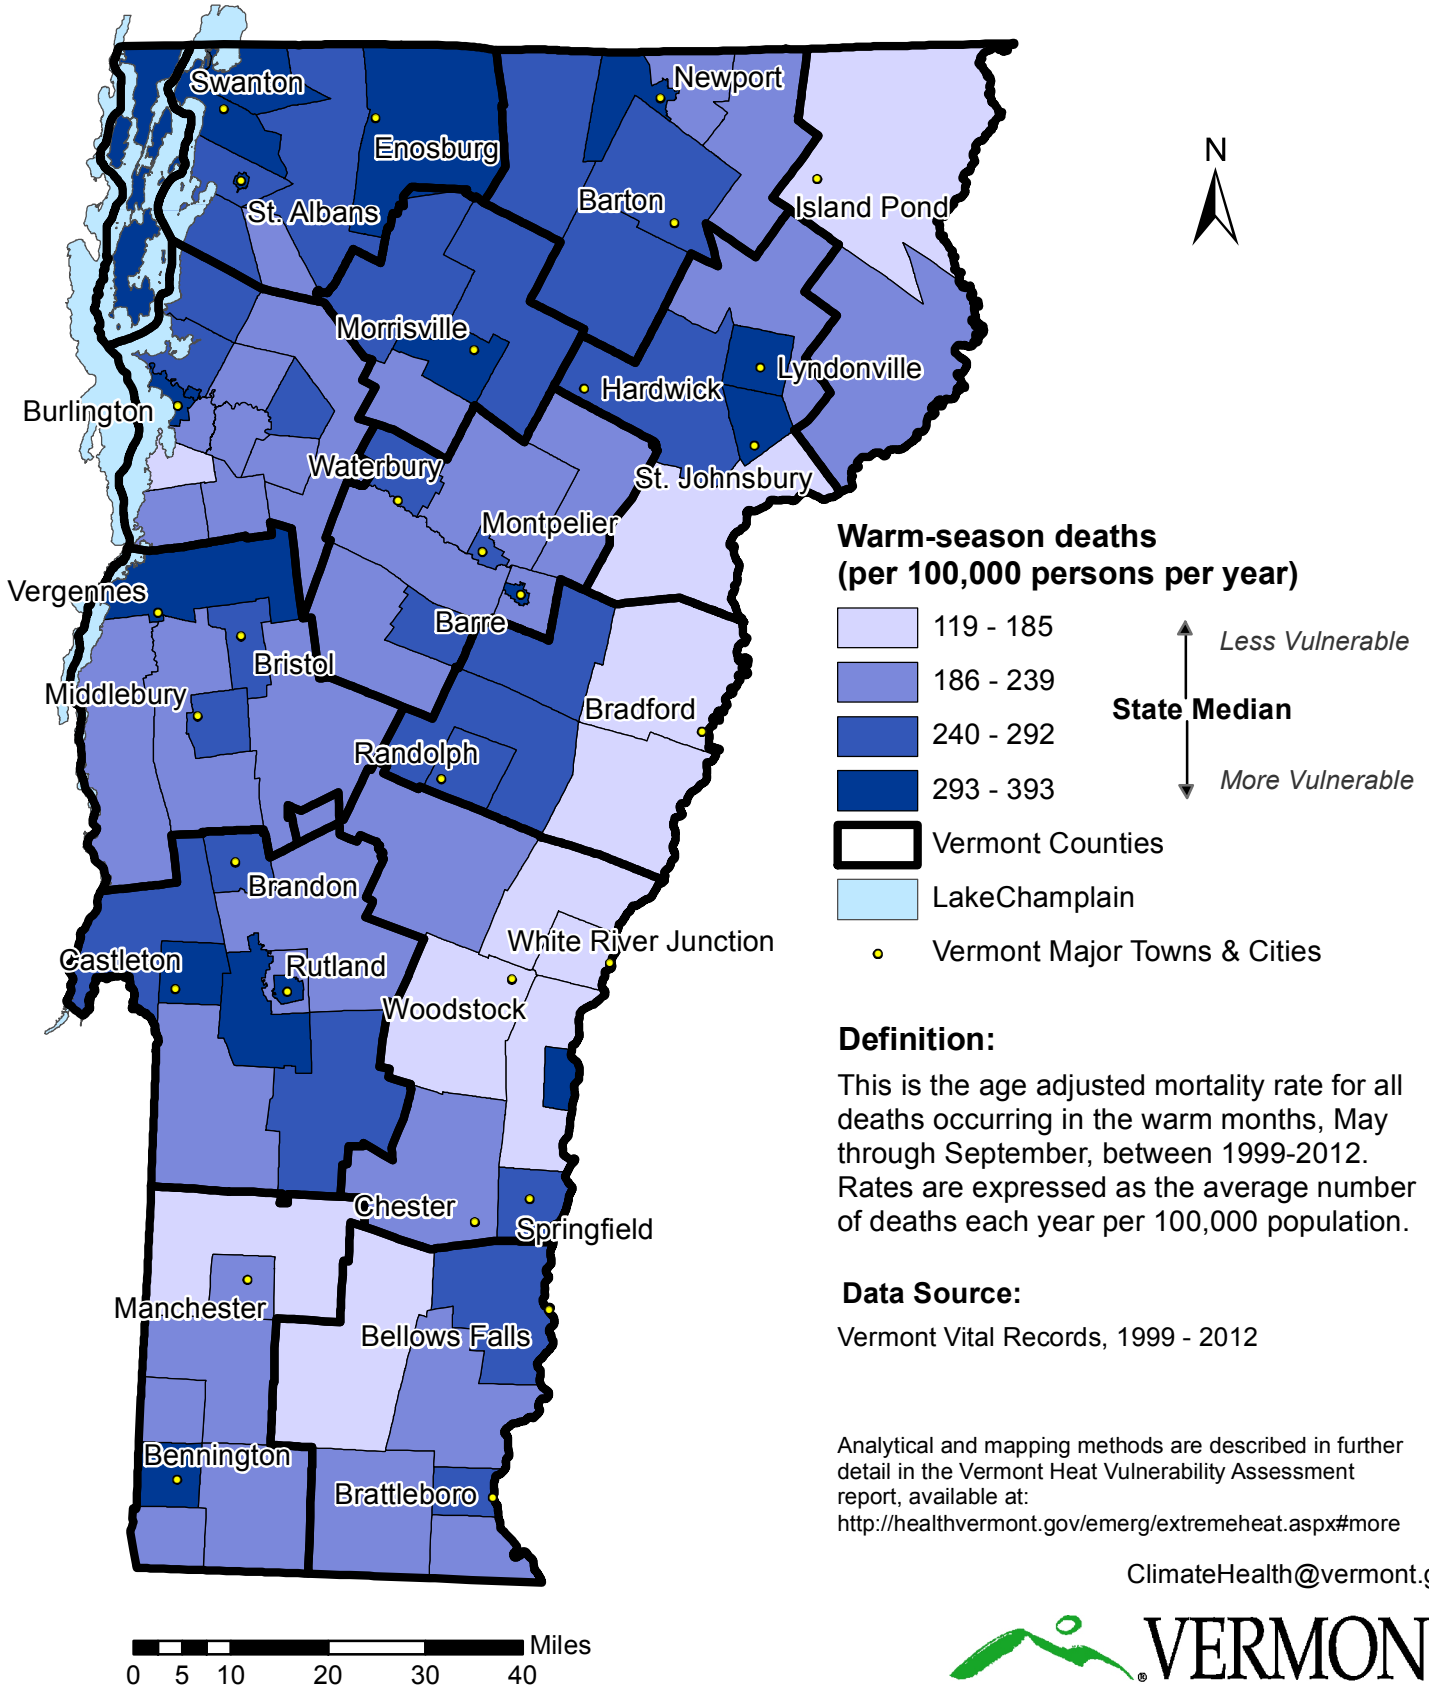 Swanton
Newport
Enosburg
N
Barton
Island Pond
St. Albans
Morrisville
Lyndonville
Hardwick
Burlington
Waterbury
St. Johnsbury
Montpelier
Vergennes
Barre
Bristol
Middlebury
Bradford
Randolph
Brandon
White River Junction
Castleton
Rutland
Woodstock
Chester
Springfield
Manchester
Bellows Falls
Bennington
Brattleboro
Warm-season deaths
(per 100,000 persons per year)
119 - 185
186 - 239
240 - 292
293 - 393
Less Vulnerable
State Median
More Vulnerable
Vermont Counties
LakeChamplain
Vermont Major Towns & Cities
Definition:
This is the age adjusted mortality rate for all
deaths occurring in the warm months, May
through September, between 1999-2012.
Rates are expressed as the average number
of deaths each year per 100,000 population.
Data Source:
Vermont Vital Records, 1999 - 2012
Analytical and mapping methods are described in further
detail in the Vermont Heat Vulnerability Assessment
report, available at:
http://healthvermont.gov/emerg/extremeheat.aspx#more
ClimateHealth@vermont.g
Miles
0 5 10 20 30 40
® VERMON